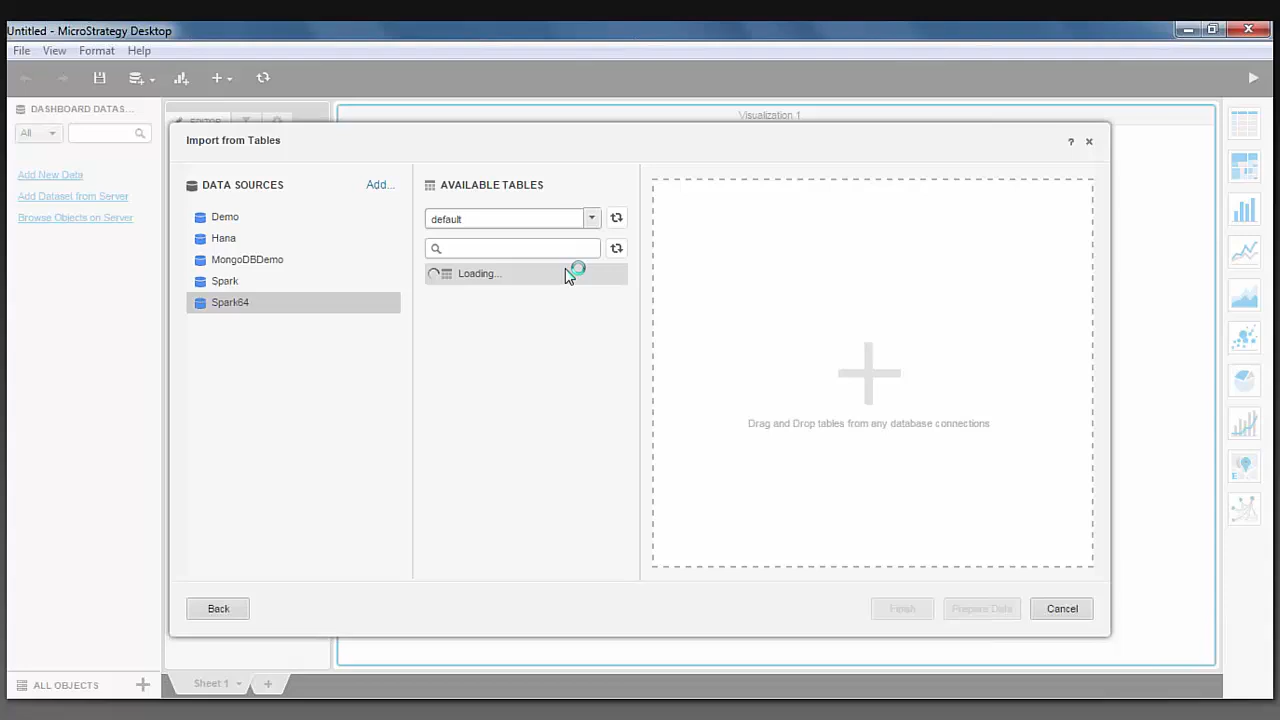 Untitled - MicroStrategy Desktop
File View Format Help
DASHBOARD DATAS...
All
Add New Data
Add Dataset from Server
Browse Objects on Server
EDITOR
Visualization 1
Import from Tables
? ×
DATA SOURCES Add...
Demo
Hana
MongoDBDemo
Spark
Spark64
AVAILABLE TABLES
default
Loading...
Drag and Drop tables from any database connections
Back Finish Prepare Data Cancel
E
ALL OBJECTS
Sheet 1